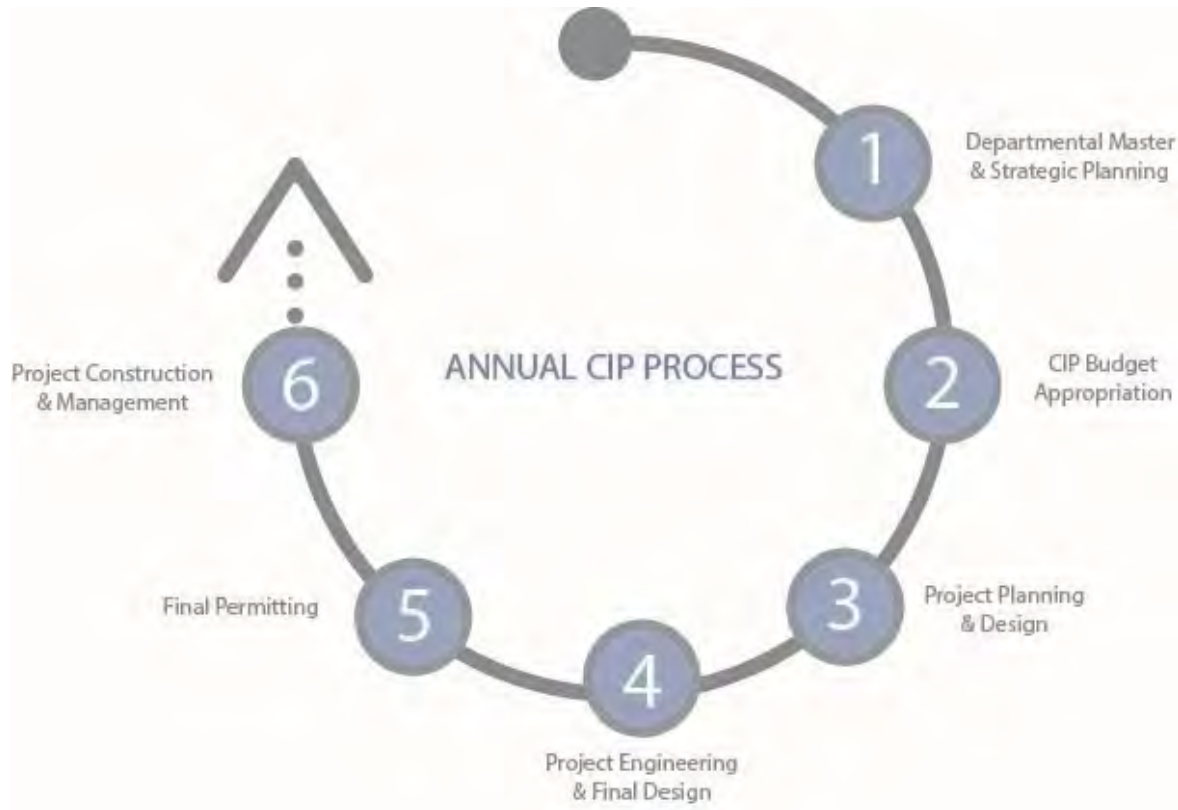 1
Departmental Master
& Strategic Planning
2
CIP Budget
Appropriation
ANNUAL CIP PROCESS
3
Project Planning
& Design
4
Project Engineering
& Final Design
5
Final Permitting
6
Project Construction
& Management